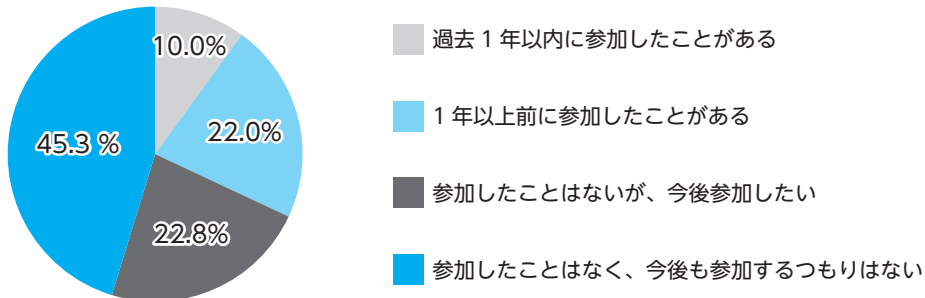 10.0%
22.0%
45.3 %
22.8%
過去 1 年以内に参加したことがある
1 年以上前に参加したことがある
参加したことはないが、今後参加したい
参加したことはなく、今後も参加するつもりはない